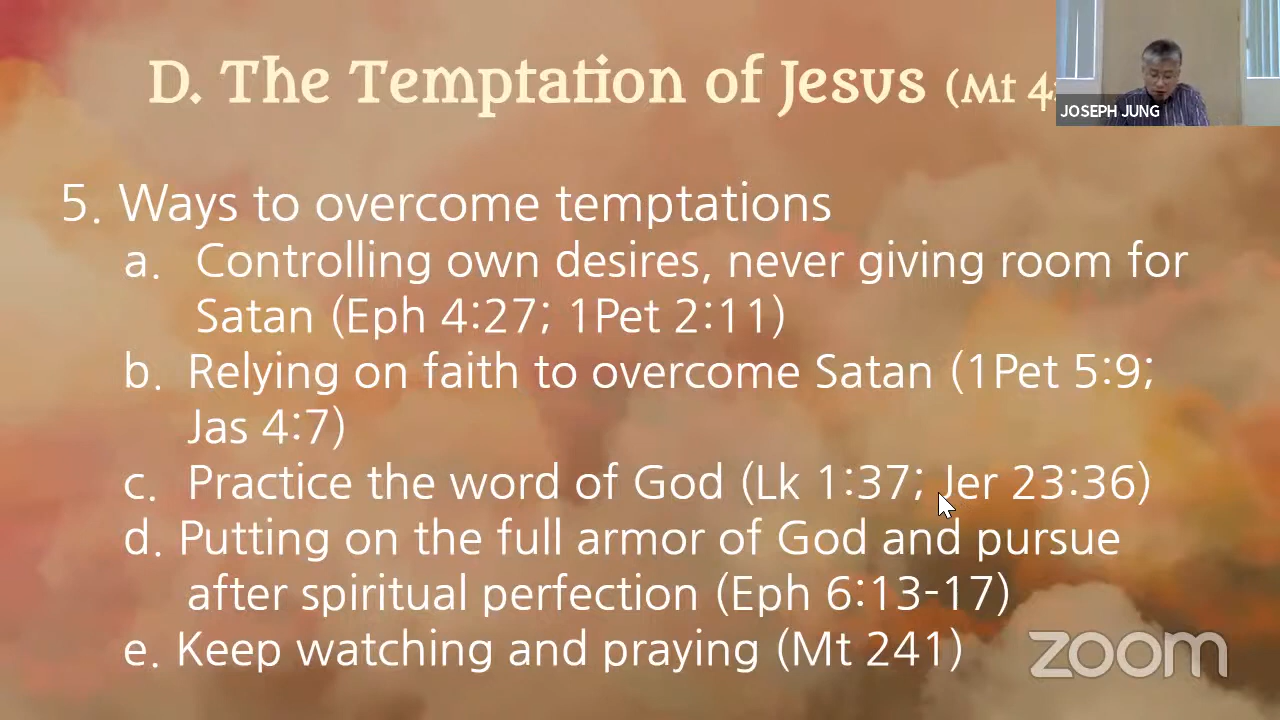 D. The Temptation of Jesus (Mt 4:
JOSEPH JUNG
5. Ways to overcome temptations
a. Controlling own desires, never giving room for
Satan (Eph 4:27; 1Pet 2:11)
b. Relying on faith to overcome Satan (1Pet 5:9;
Jas 4:7)
c. Practice the word of God (Lk 1:37; Jer 23:36)
d. Putting on the full armor of God and pursue
after spiritual perfection (Eph 6:13-17)
e. Keep watching and praying (Mt 241)
zoom